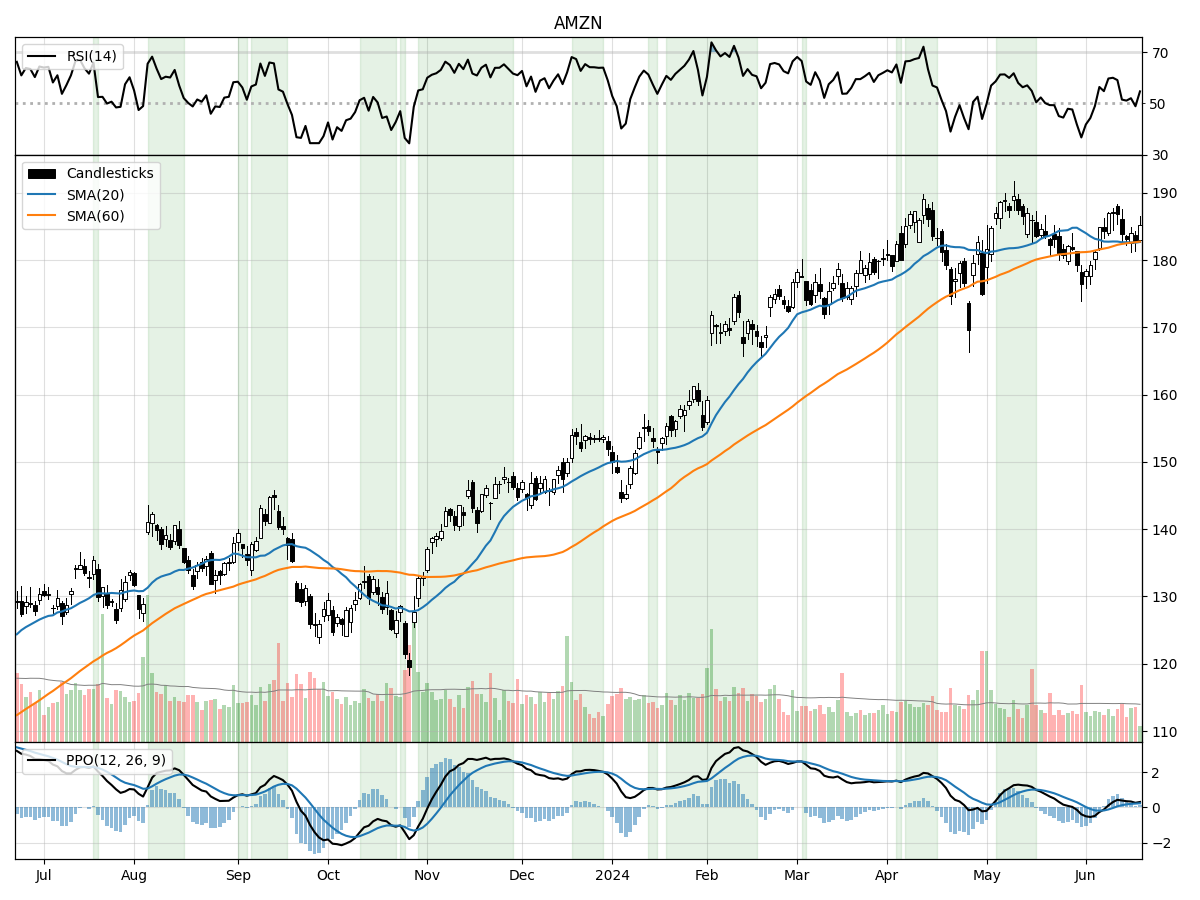 AMZN
RSI(14)
70
50
30
Candlesticks
SMA(20)
SMA(60)
190
180
170
160
150
140
130
120
110
PPO(12, 26, 9)
2
0
−2
Jul Aug Sep Oct Nov Dec 2024 Feb Mar Apr May Jun